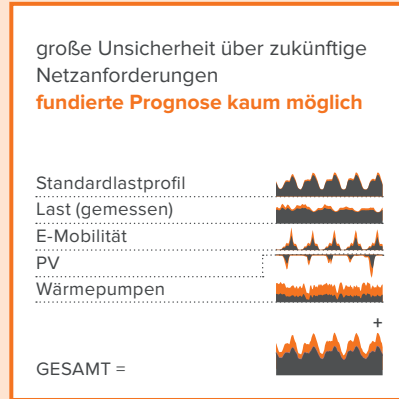 große Unsicherheit über zukünftige
Netzanforderungen
fundierte Prognose kaum möglich
Standardlastprofil
Last (gemessen)
E-Mobilität
PV
Wärmepumpen
+
GESAMT =